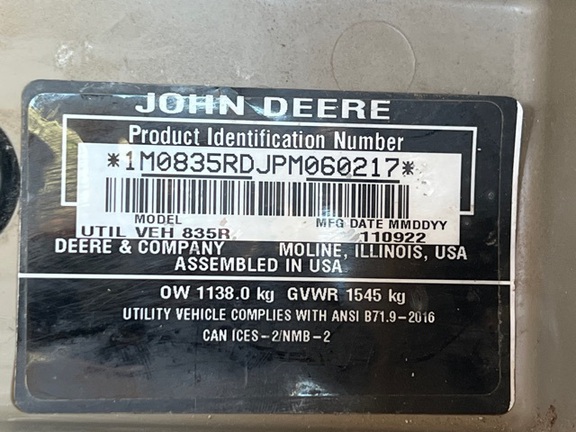 JOHN DEERE
Product Identification Number
*1M0835RDJPM060217*
MODEL MFG DATE MMDDYY
UTIL VEH 835R 110922
DEERE & COMPANY MOLINE, ILLINOIS, USA
ASSEMBLED IN USA
OW 1138.0 kg GVWR 1545 kg
UTILITY VEHICLE COMPLIES WITH ANSI B71.9-2016
CAN ICES-2/NMB-2